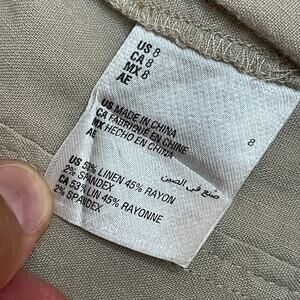 US 8
CA 8
MX 8
AE
US MADE IN CHINA
CA FABRIQUÉ EN CHINE
MX HECHO EN CHINA
AE
8
صنع في الصين
US 53% LINEN 45% RAYON
2% SPANDEX
CA 53% LIN 45% RAYONNE
2% SPANDEX